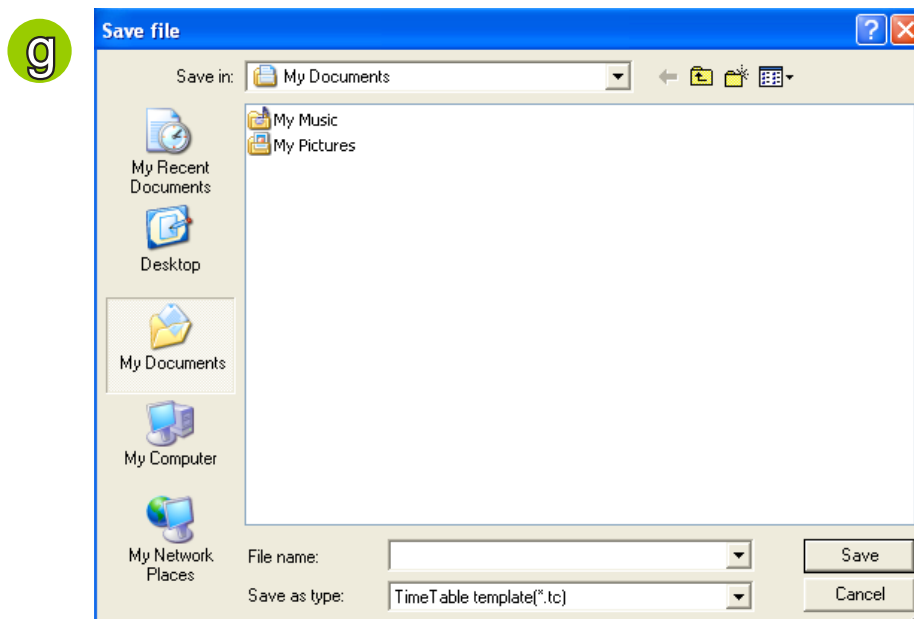 g
Save file
Save in: My Documents
My Music
My Pictures
My Recent
Documents
Desktop
My Documents
My Computer
My Network
Places
File name:
Save
Save as type: TimeTable template(*.tc)
Cancel